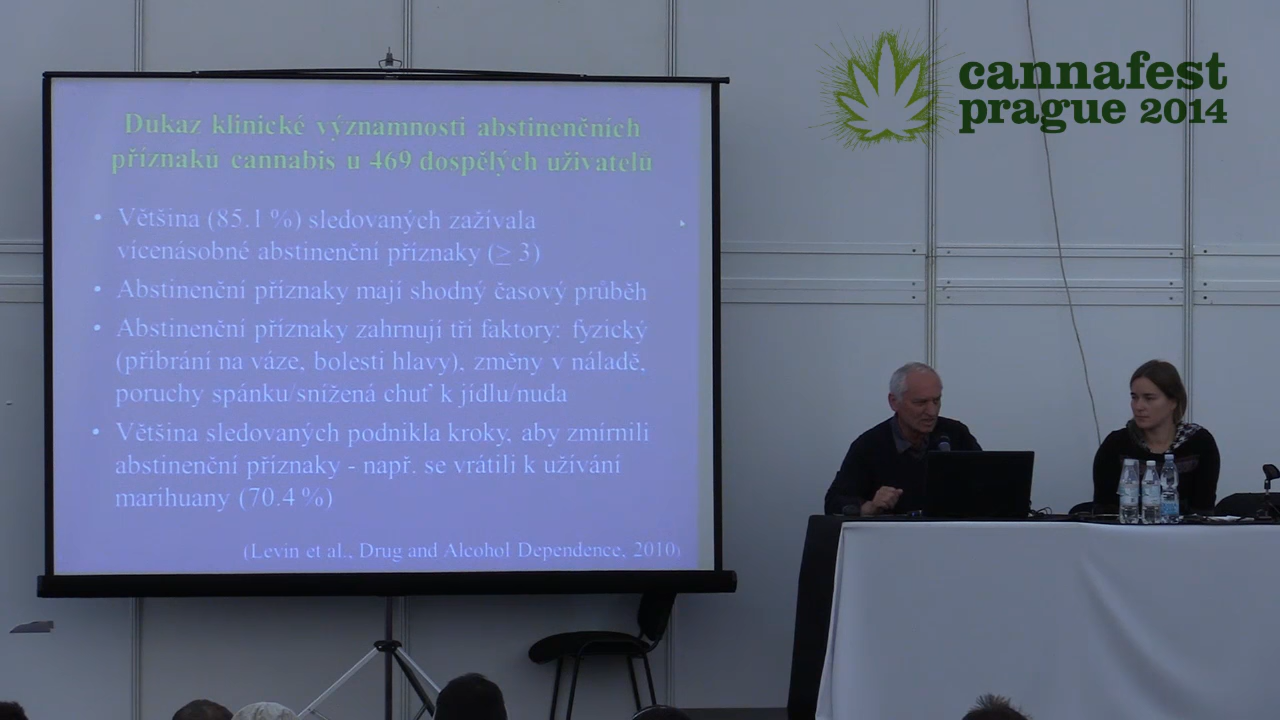 cannafest
prague 2014
Důkaz klinické významnosti abstinenčních
příznaků cannabis u 469 dospělých uživatelů
• Většina (85.1 %) sledovaných zažívala
vícenásobné abstinenční příznaky (≥ 3)
• Abstinenční příznaky mají shodný časový průběh
• Abstinenční příznaky zahrnují tři faktory: fyzický
(přibrání na váze, bolesti hlavy), změny v náladě,
poruchy spánku/snížená chuť k jídlu/nuda
• Většina sledovaných podnikla kroky, aby zmírnili
abstinenční příznaky - např. se vrátili k užívání
marihuany (70.4 %)
(Levin et al., Drug and Alcohol Dependence, 2010)